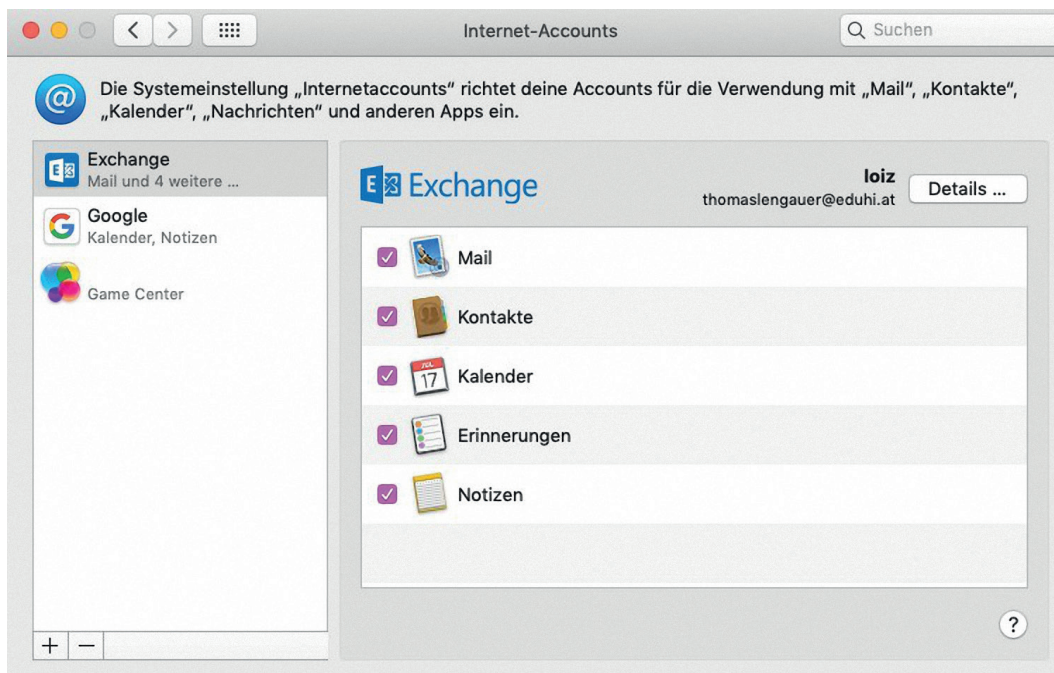 Internet-Accounts
Suchen
Die Systemeinstellung „Internetaccounts“ richtet deine Accounts für die Verwendung mit „Mail“, „Kontakte“,
„Kalender“, „Nachrichten“ und anderen Apps ein.
Exchange
Mail und 4 weitere ...
Google
Kalender, Notizen
Game Center
E Exchange
loiz
thomaslengauer@eduhi.at
Details ...
Mail
Kontakte
JUL
17
Kalender
Erinnerungen
Notizen
?
+ −